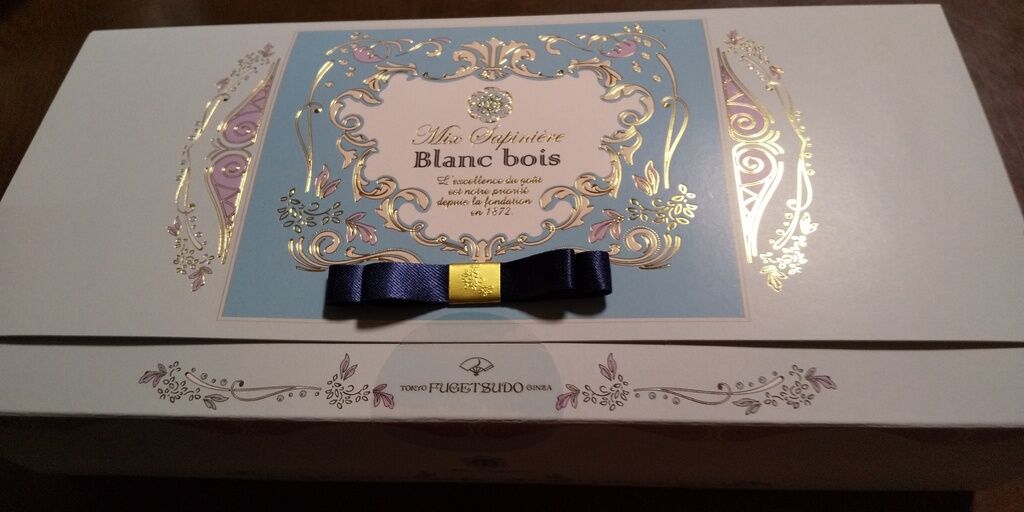 Mix Sapinière
Blanc bois
L'excellence du goût
est notre priorité
depuis la fondation
en 1872.
TOKYO FUGETSUDO GINZA